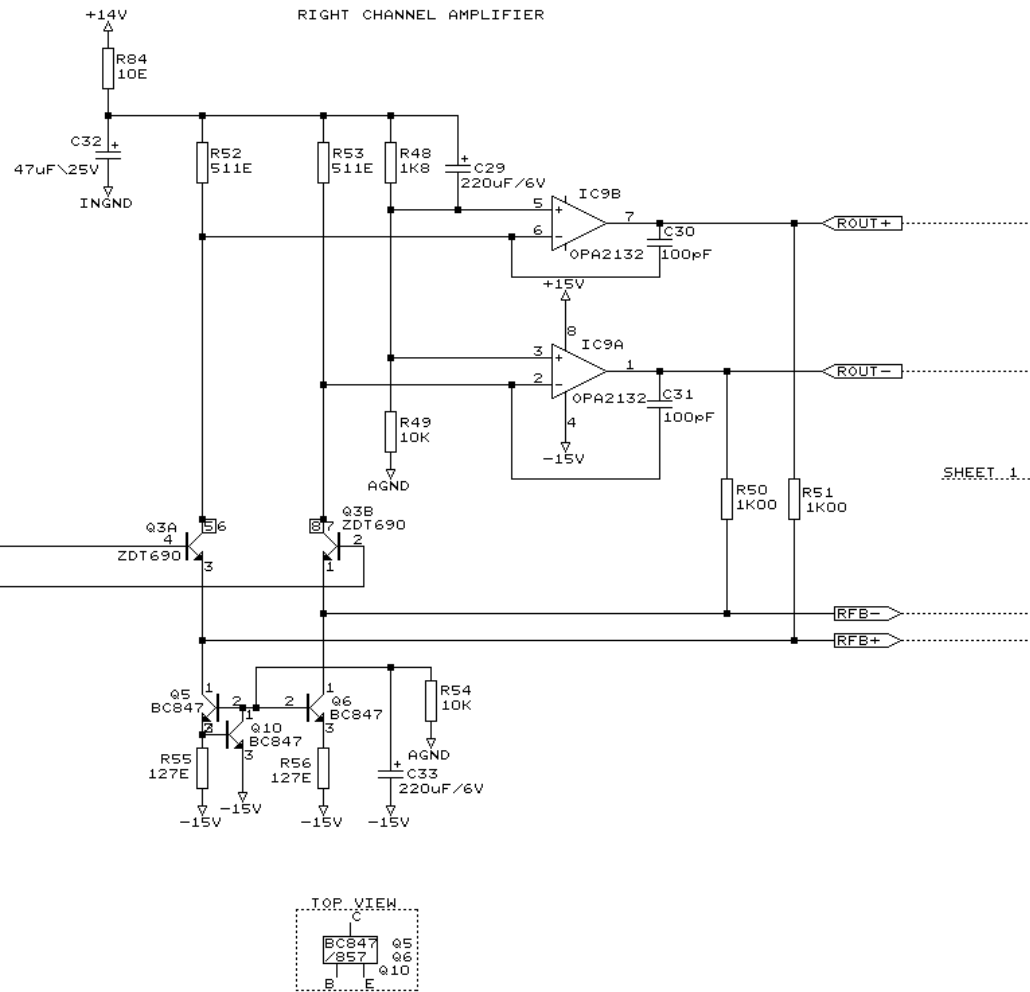 +14V
RIGHT CHANNEL AMPLIFIER
R84
10E
C32
+
47uF\25V
INGND
R52
511E
R53
511E
R48
1K8
+
C29
220uF/6V
IC9B
5
+
6
-
7
OPA2132
C30
100pF
ROUT+
+15V
8
IC9A
3
+
2
-
1
OPA2132
4
-15V
C31
100pF
ROUT-
R49
10K
AGND
R50
1K00
R51
1K00
SHEET 1
Q3A
4
ZDT690
5
6
3
Q3B
ZDT690
8
7
2
1
RFB-
RFB+
Q5
BC847
1
2
3
Q10
BC847
1
2
3
Q6
BC847
1
2
3
R54
10K
AGND
R55
127E
-15V
-15V
R56
127E
-15V
+
C33
220uF/6V
-15V
TOP VIEW
C
BC847
/857
Q5
Q6
Q10
B
E